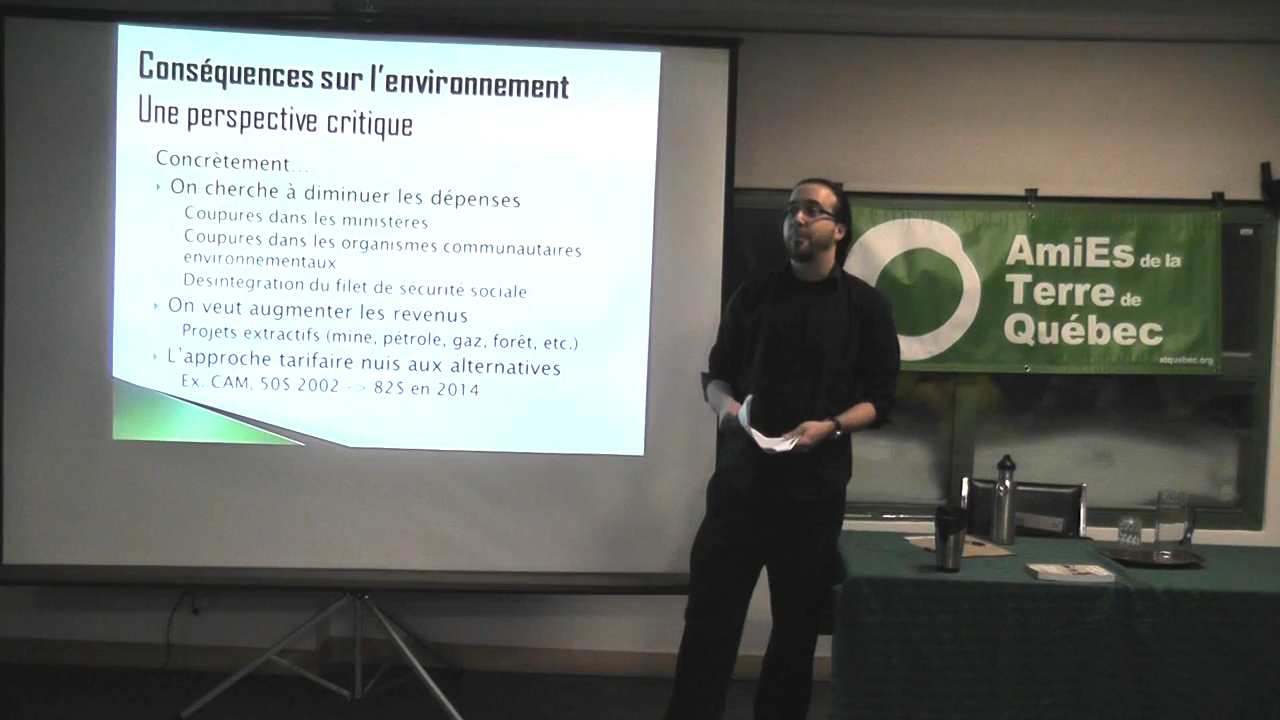 Conséquences sur l'environnement
Une perspective critique
Concrètement...
On cherche à diminuer les dépenses
Coupures dans les ministères
Coupures dans les organismes communautaires
environnementaux
Désintégration du filet de sécurité sociale
On veut augmenter les revenus
Projets extractifs (mine, pétrole, gaz, forêt, etc.)
L'approche tarifaire nuis aux alternatives
Ex. CAM, 50$ 2002 -> 82$ en 2014
AmiEs de la
Terre de
Québec
atquebec.org